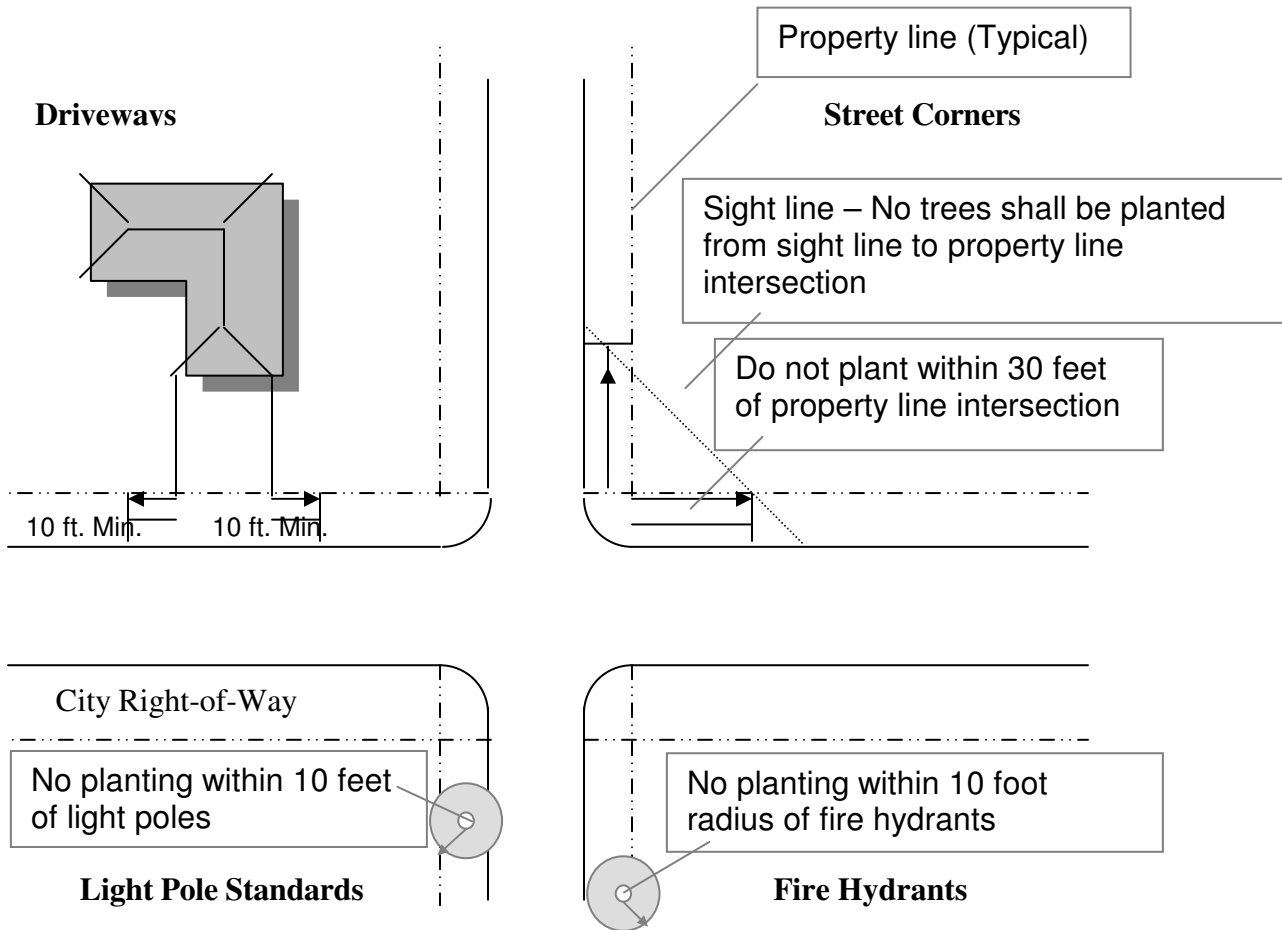 Property line (Typical)
Drivewavs
Street Corners
Sight line – No trees shall be planted
from sight line to property line
intersection
Do not plant within 30 feet
of property line intersection
10 ft. Min.
10 ft. Min.
City Right-of-Way
No planting within 10 feet
of light poles
No planting within 10 foot
radius of fire hydrants
Light Pole Standards
Fire Hydrants